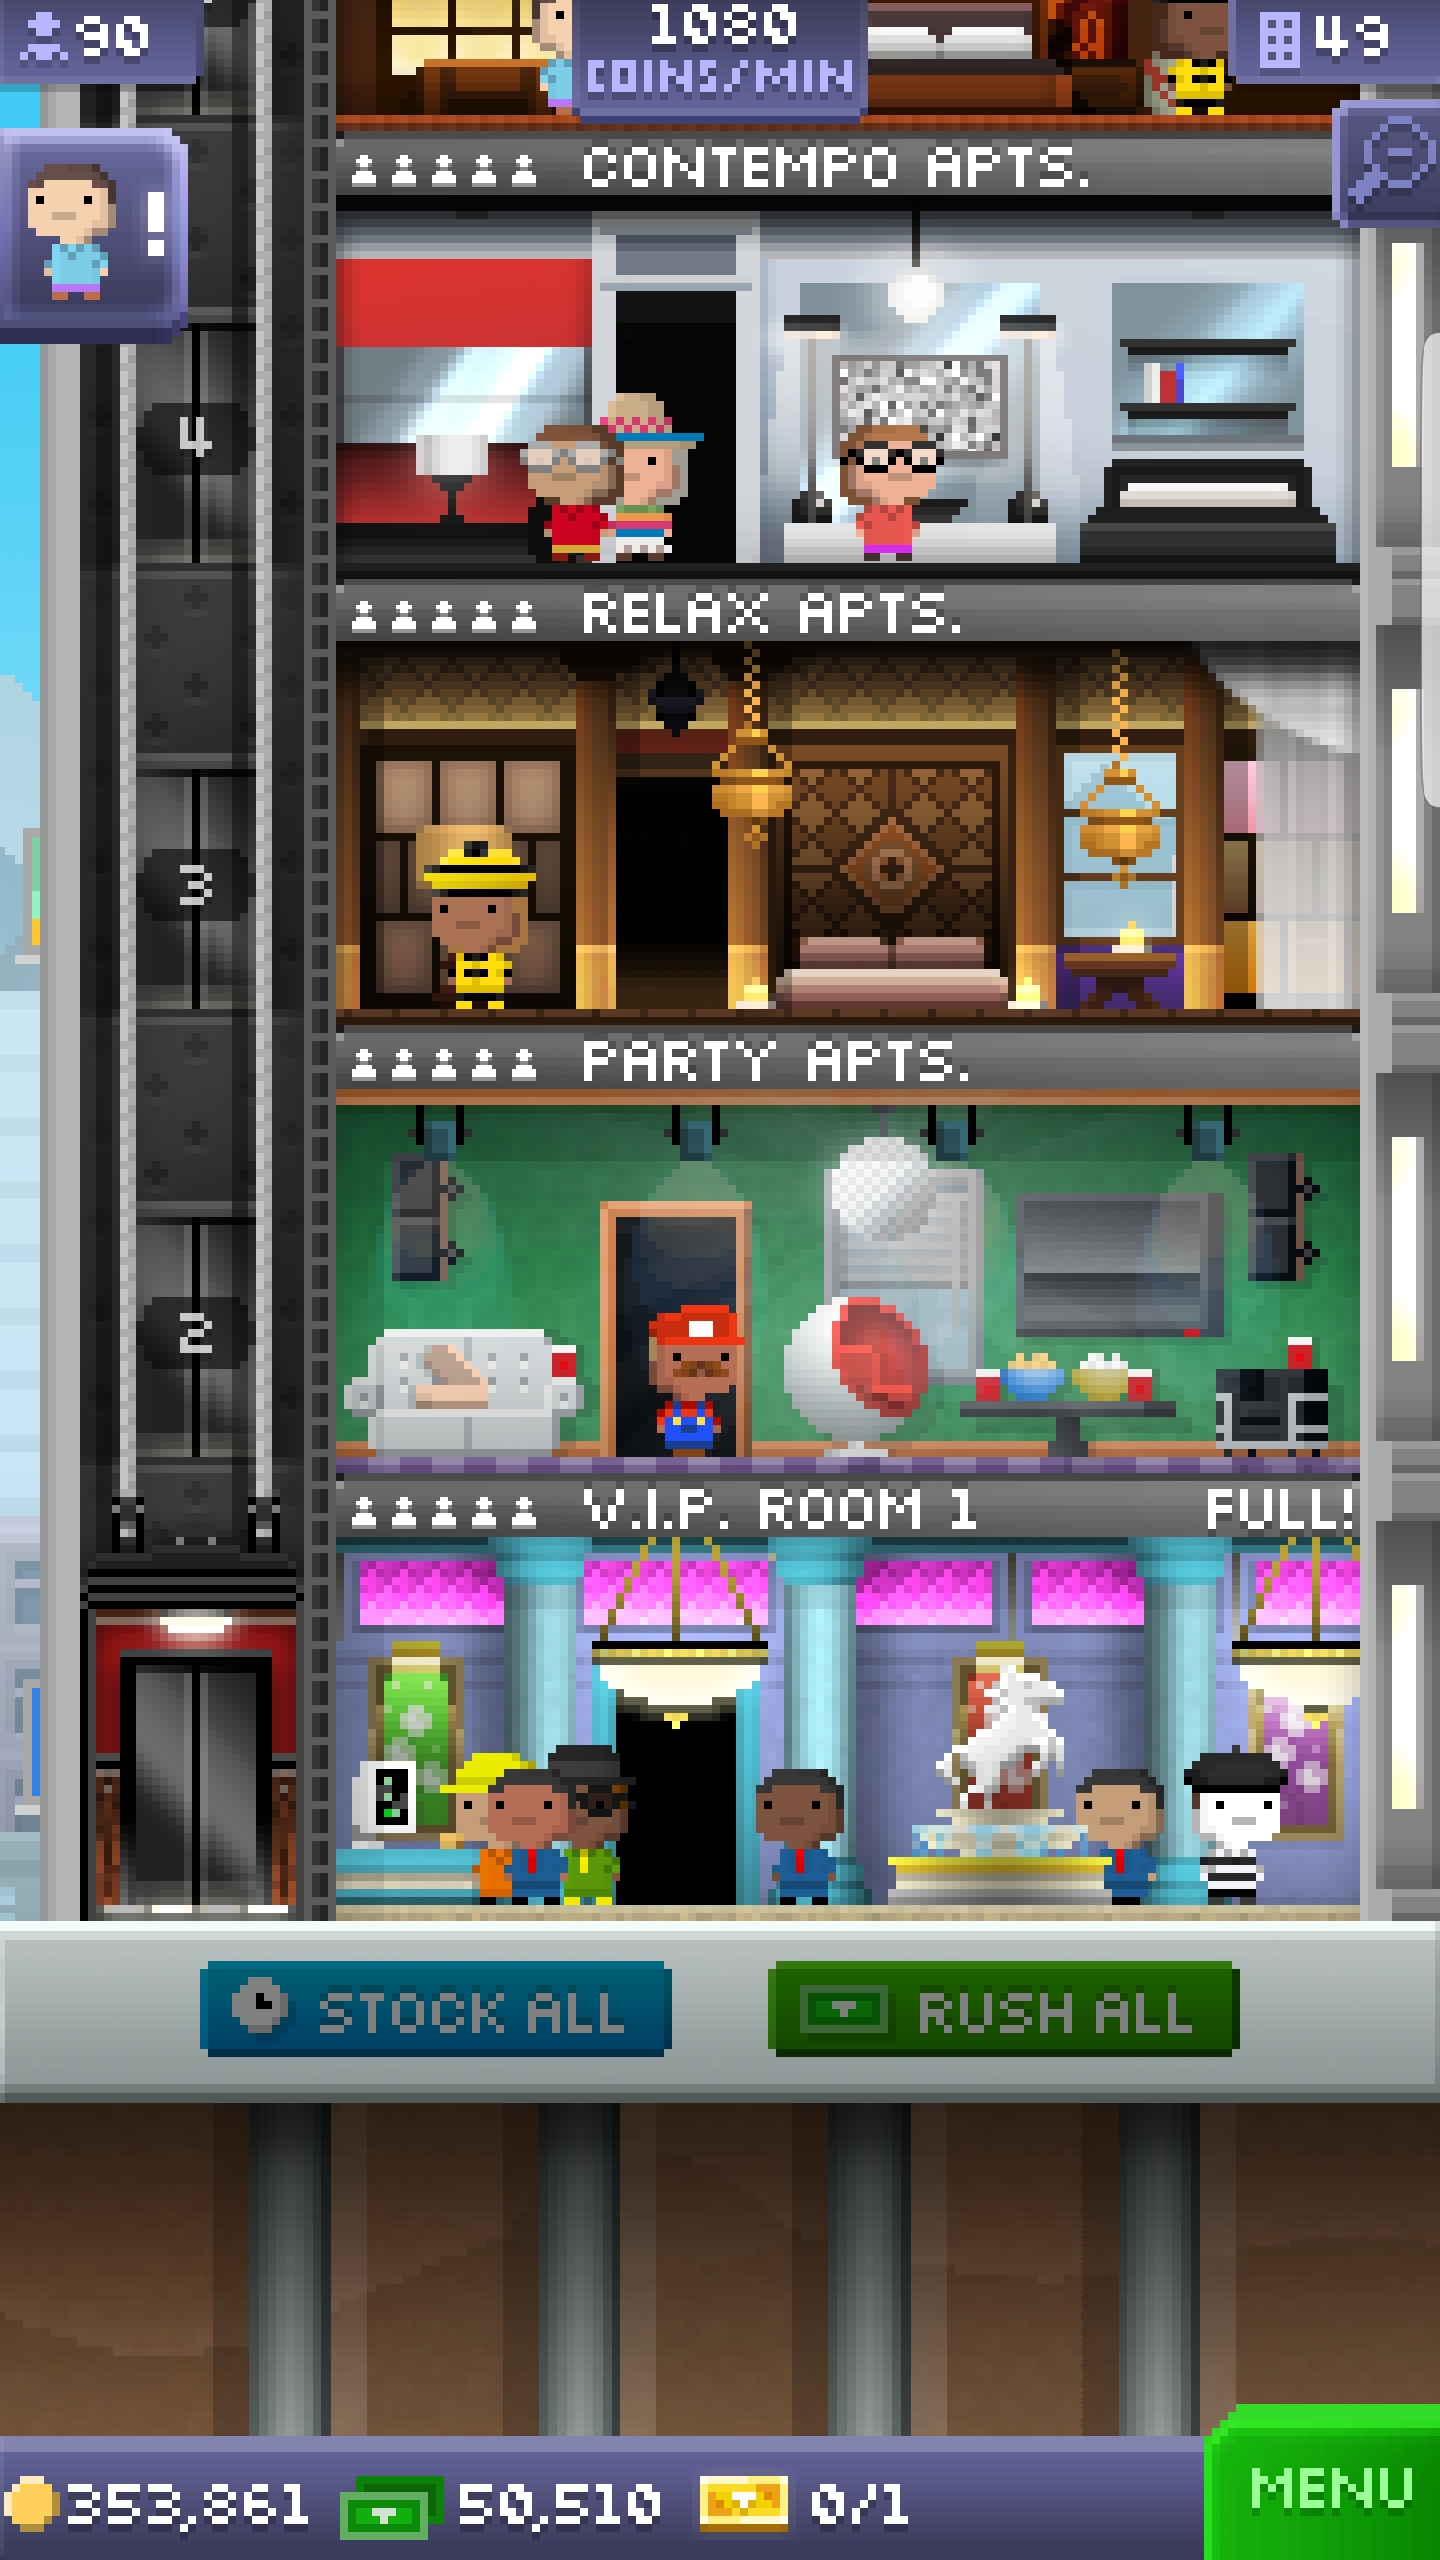 90
1080
COINS/MIN
49
!
CONTEMPO APTS.
4
RELAX APTS.
3
PARTY APTS.
2
V.I.P. ROOM 1 FULL!
STOCK ALL
RUSH ALL
353,861 50,510 0/1
MENU